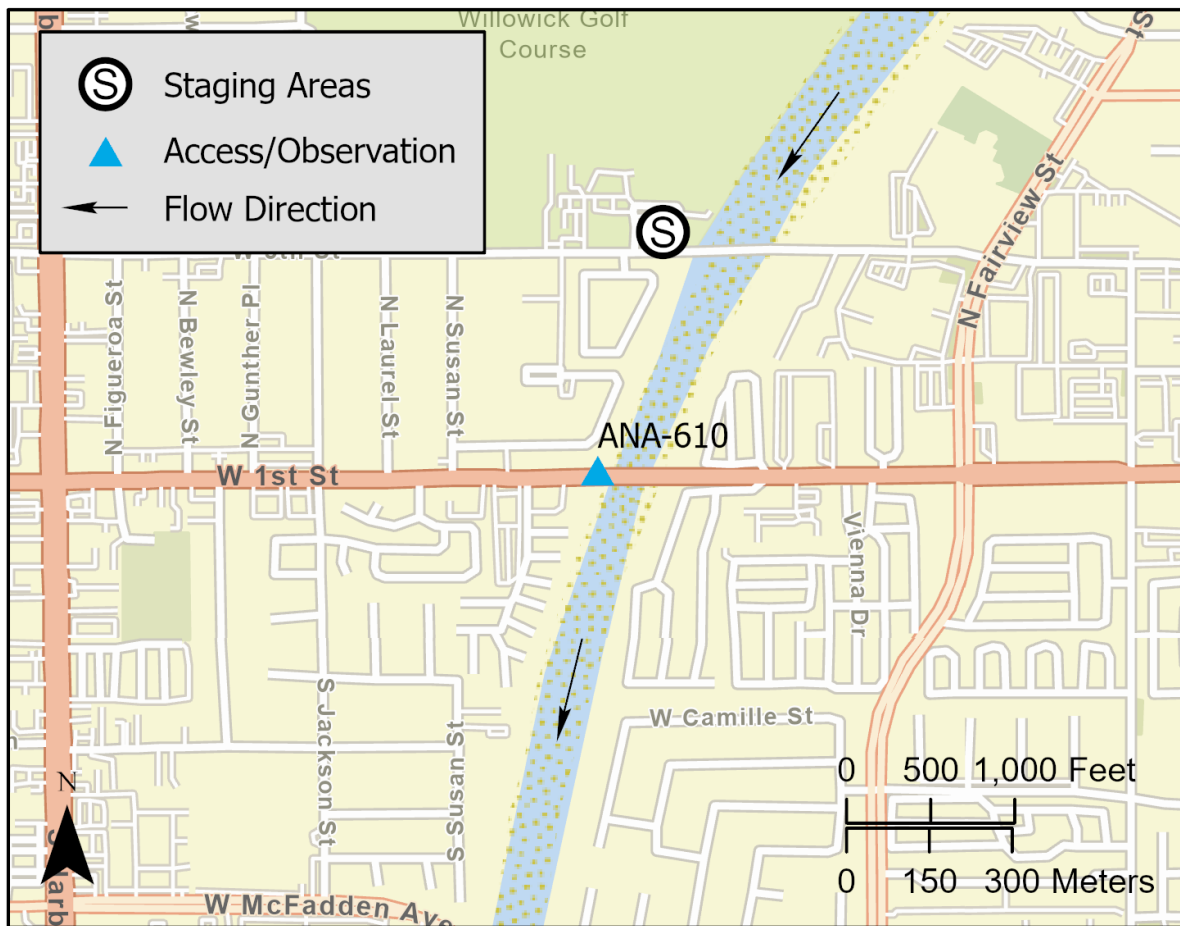 Willowick Golf
Course
St
S
Staging Areas
Access/Observation
Flow Direction
S
N Fairview St
N Figueroa St
N Bewley St
N Gunther Pl
N Laurel St
N Susan St
ANA-610
W 1st St
Vienna Dr
S Jackson St
S Susan St
W Camille St
N
0 500 1,000 Feet
0 150 300 Meters
W McFadden Ave